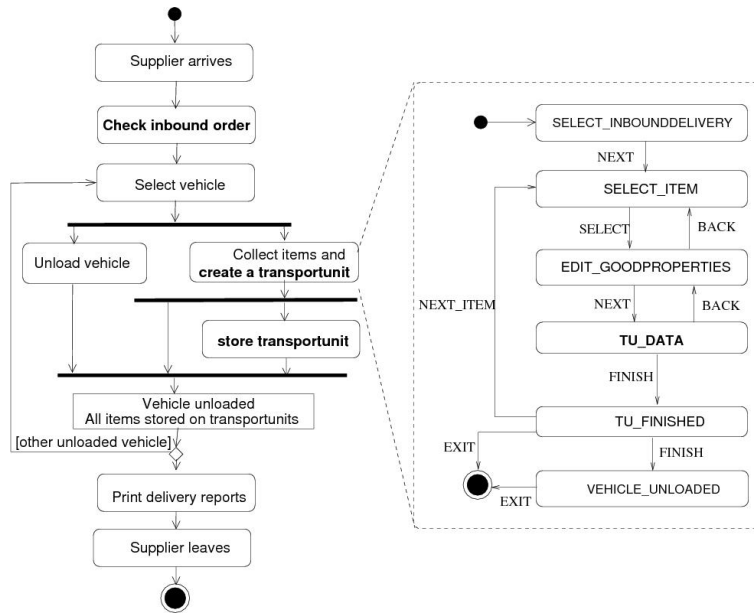 Supplier arrives
Check inbound order
Select vehicle
Unload vehicle
Collect items and
create a transportunit
store transportunit
Vehicle unloaded
All items stored on transportunits
[other unloaded vehicle]
Print delivery reports
Supplier leaves
SELECT_INBOUNDDELIVERY
NEXT
SELECT_ITEM
SELECT
BACK
EDIT_GOODPROPERTIES
NEXT_ITEM
NEXT
BACK
TU_DATA
FINISH
TU_FINISHED
EXIT
FINISH
VEHICLE_UNLOADED
EXIT